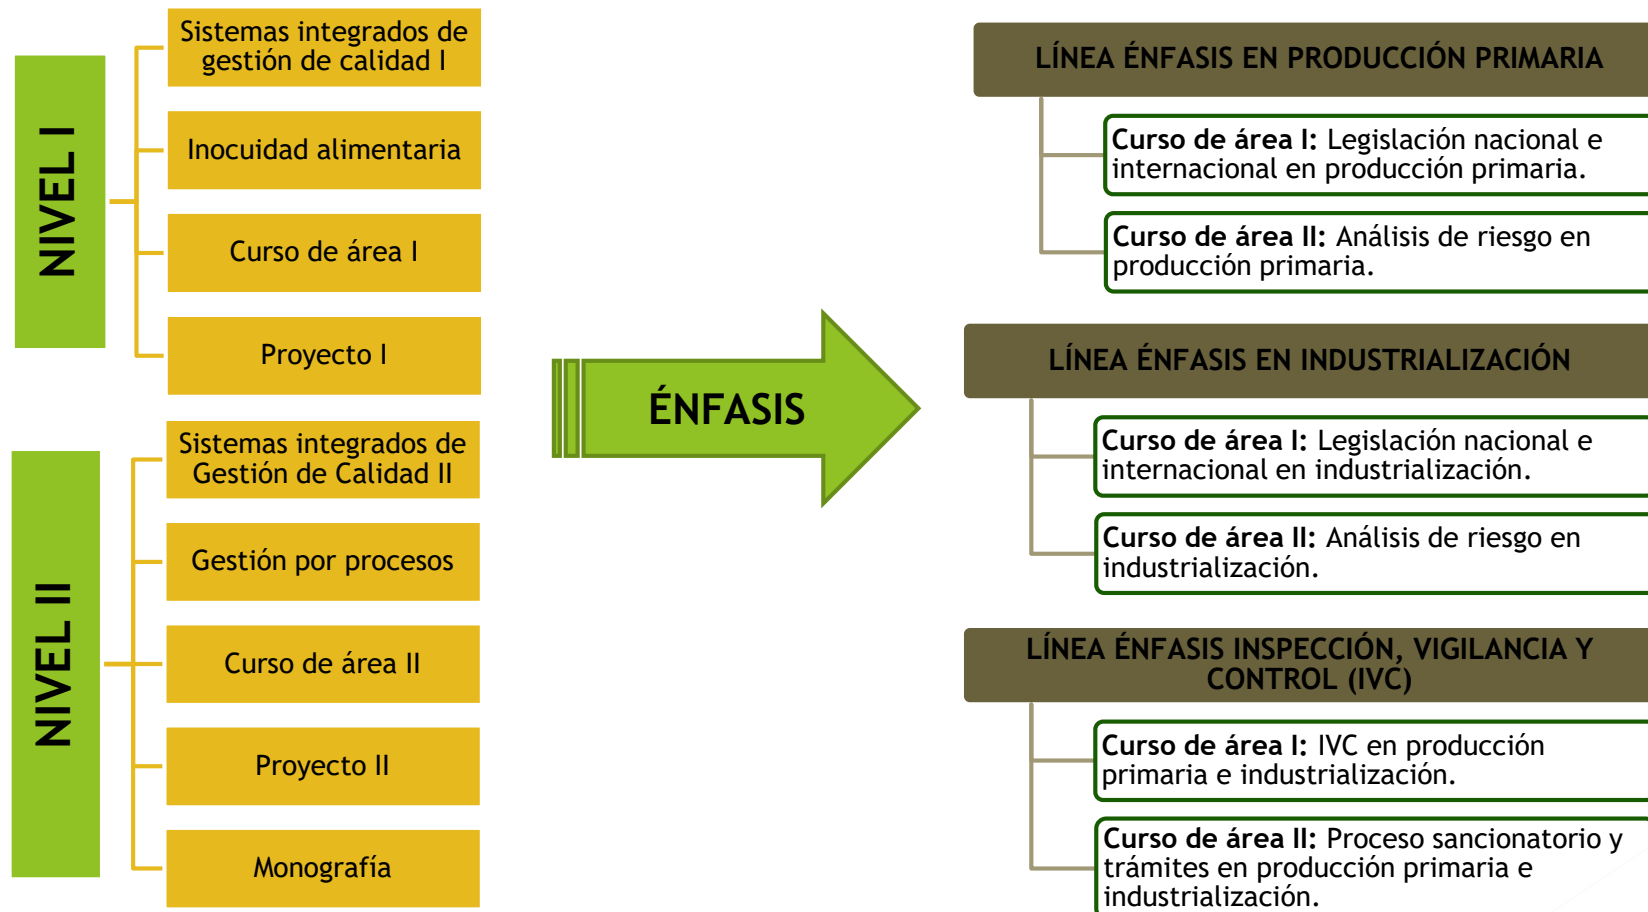 NIVEL I
Sistemas integrados de
gestión de calidad I
Inocuidad alimentaria
Curso de área I
Proyecto I
NIVEL II
Sistemas integrados de
Gestión de Calidad II
Gestión por procesos
Curso de área II
Proyecto II
Monografía
ÉNFASIS
LÍNEA ÉNFASIS EN PRODUCCIÓN PRIMARIA
Curso de área I: Legislación nacional e
internacional en producción primaria.
Curso de área II: Análisis de riesgo en
producción primaria.
LÍNEA ÉNFASIS EN INDUSTRIALIZACIÓN
Curso de área I: Legislación nacional e
internacional en industrialización.
Curso de área II: Análisis de riesgo en
industrialización.
LÍNEA ÉNFASIS INSPECCIÓN, VIGILANCIA Y
CONTROL (IVC)
Curso de área I: IVC en producción
primaria e industrialización.
Curso de área II: Proceso sancionatorio y
trámites en producción primaria e
industrialización.